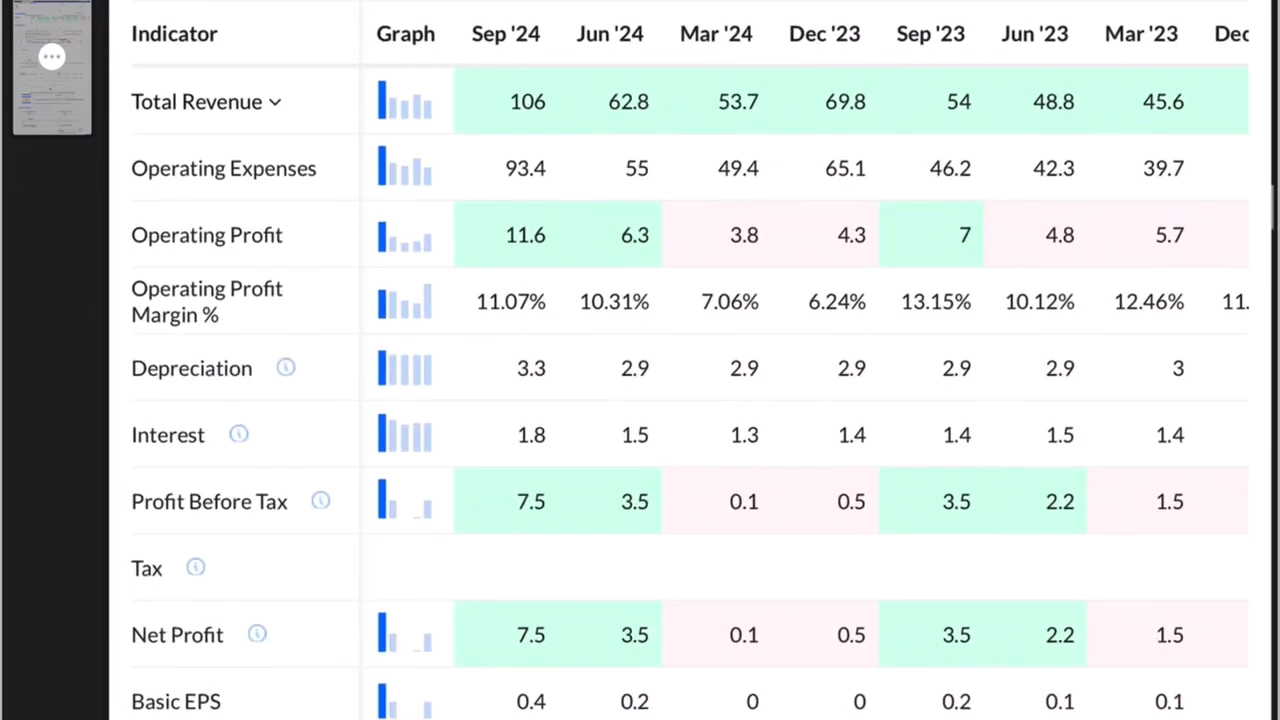 Indicator Graph Sep '24 Jun '24 Mar '24 Dec '23 Sep '23 Jun '23 Mar '23 Dec
Total Revenue 106 62.8 53.7 69.8 54 48.8 45.6
Operating Expenses 93.4 55 49.4 65.1 46.2 42.3 39.7
Operating Profit 11.6 6.3 3.8 4.3 7 4.8 5.7
Operating Profit
Margin % 11.07% 10.31% 7.06% 6.24% 13.15% 10.12% 12.46% 11.
Depreciation 3.3 2.9 2.9 2.9 2.9 2.9 3
Interest 1.8 1.5 1.3 1.4 1.4 1.5 1.4
Profit Before Tax 7.5 3.5 0.1 0.5 3.5 2.2 1.5
Tax
Net Profit 7.5 3.5 0.1 0.5 3.5 2.2 1.5
Basic EPS 0.4 0.2 0 0 0.2 0.1 0.1